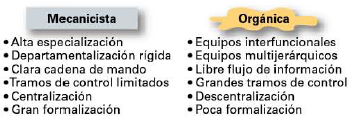 Mecanicista
• Alta especialización
• Departamentalización rígida
• Clara cadena de mando
• Tramos de control limitados
• Centralización
• Gran formalización
Orgánica
• Equipos interfuncionales
• Equipos multijerárquicos
• Libre flujo de información
• Grandes tramos de control
• Descentralización
• Poca formalización